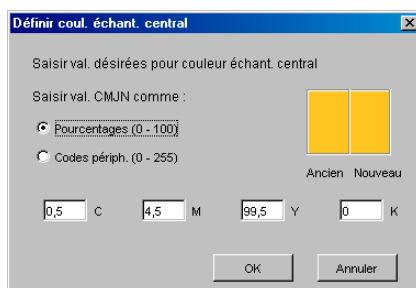 Définir coul. échant. central
Saisir val. désirées pour couleur échant. central
Saisir val. CMJN comme :
Pourcentages (0 - 100)
Codes périph. (0 - 255)
Ancien Nouveau
0,5 C 4,5 M 99,5 Y 0 K
OK Annuler